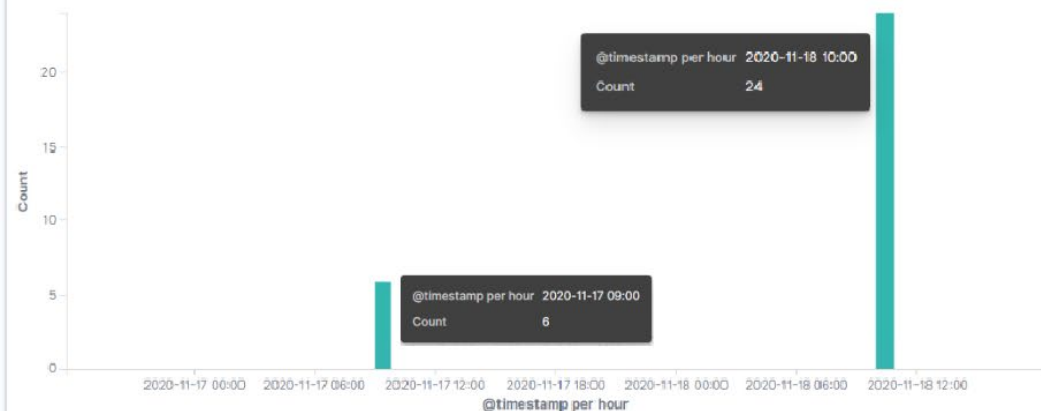 20
15
10
5
0
Count
@timestamp per hour 2020-11-18 10:00
Count 24
@timestamp per hour 2020-11-17 09:00
Count 6
2020-11-17 00:00 2020-11-17 06:00 2020-11-17 12:00 2020-11-17 18:00 2020-11-18 00:00 2020-11-18 06:00 2020-11-18 12:00
@timestamp per hour